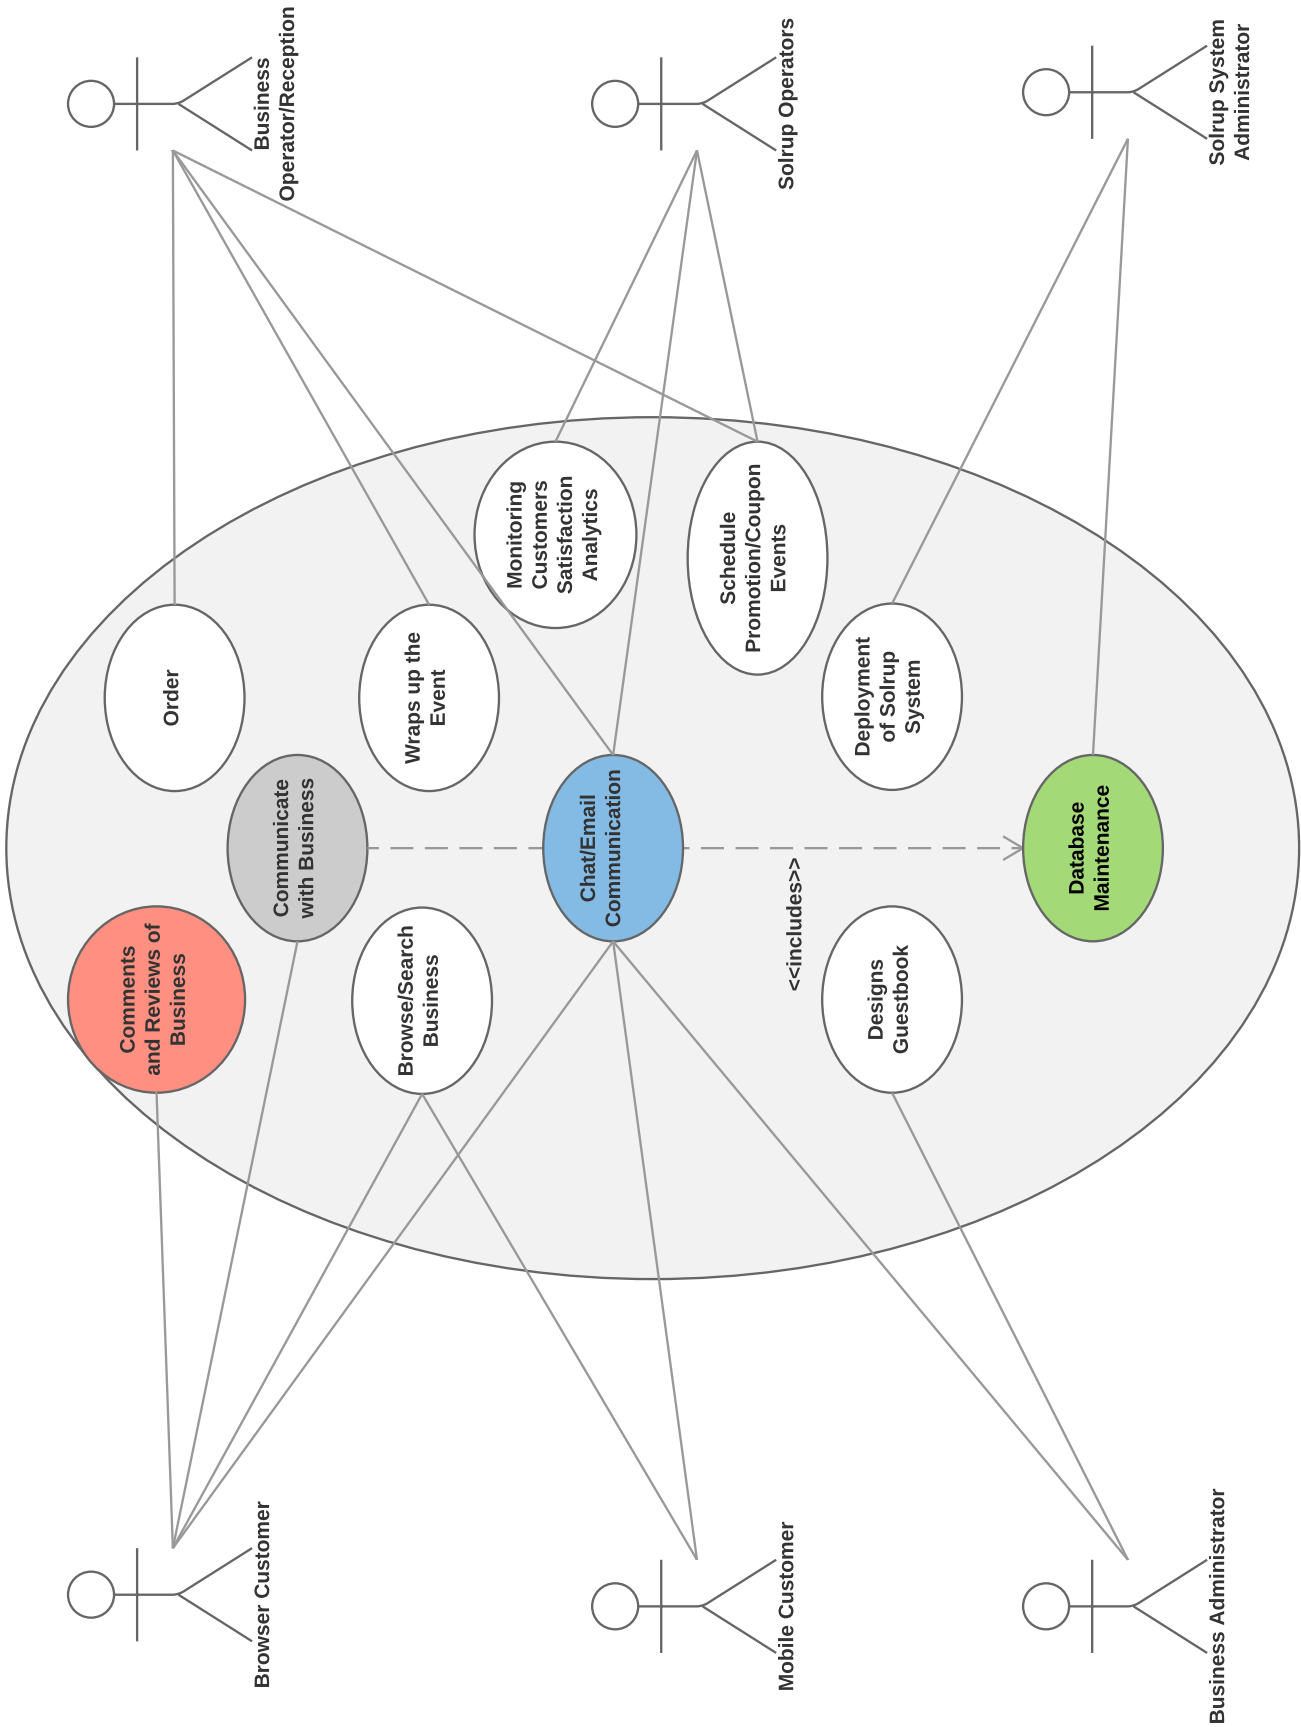 Browser Customer
Comments
and Reviews of
Business
Communicate
with Business
Order
Business
Operator/Reception
Browse/Search
Business
Wraps up the
Event
Mobile Customer
Chat/Email
Communication
Monitoring
Customers
Satisfaction
Analytics
Schedule
Promotion/Coupon
Events
Solrup Operators
<<includes>>
Designs
Guestbook
Deployment
of Solrup
System
Business Administrator
Database
Maintenance
Solrup System
Administrator